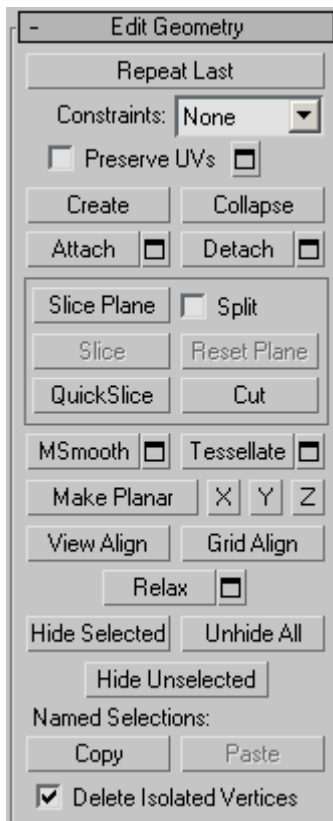 - Edit Geometry
Repeat Last
Constraints: None
Preserve UVs
Create Collapse
Attach Detach
Slice Plane Split
Slice Reset Plane
QuickSlice Cut
MSmooth Tessellate
Make Planar X Y Z
View Align Grid Align
Relax
Hide Selected Unhide All
Hide Unselected
Named Selections:
Copy Paste
Delete Isolated Vertices